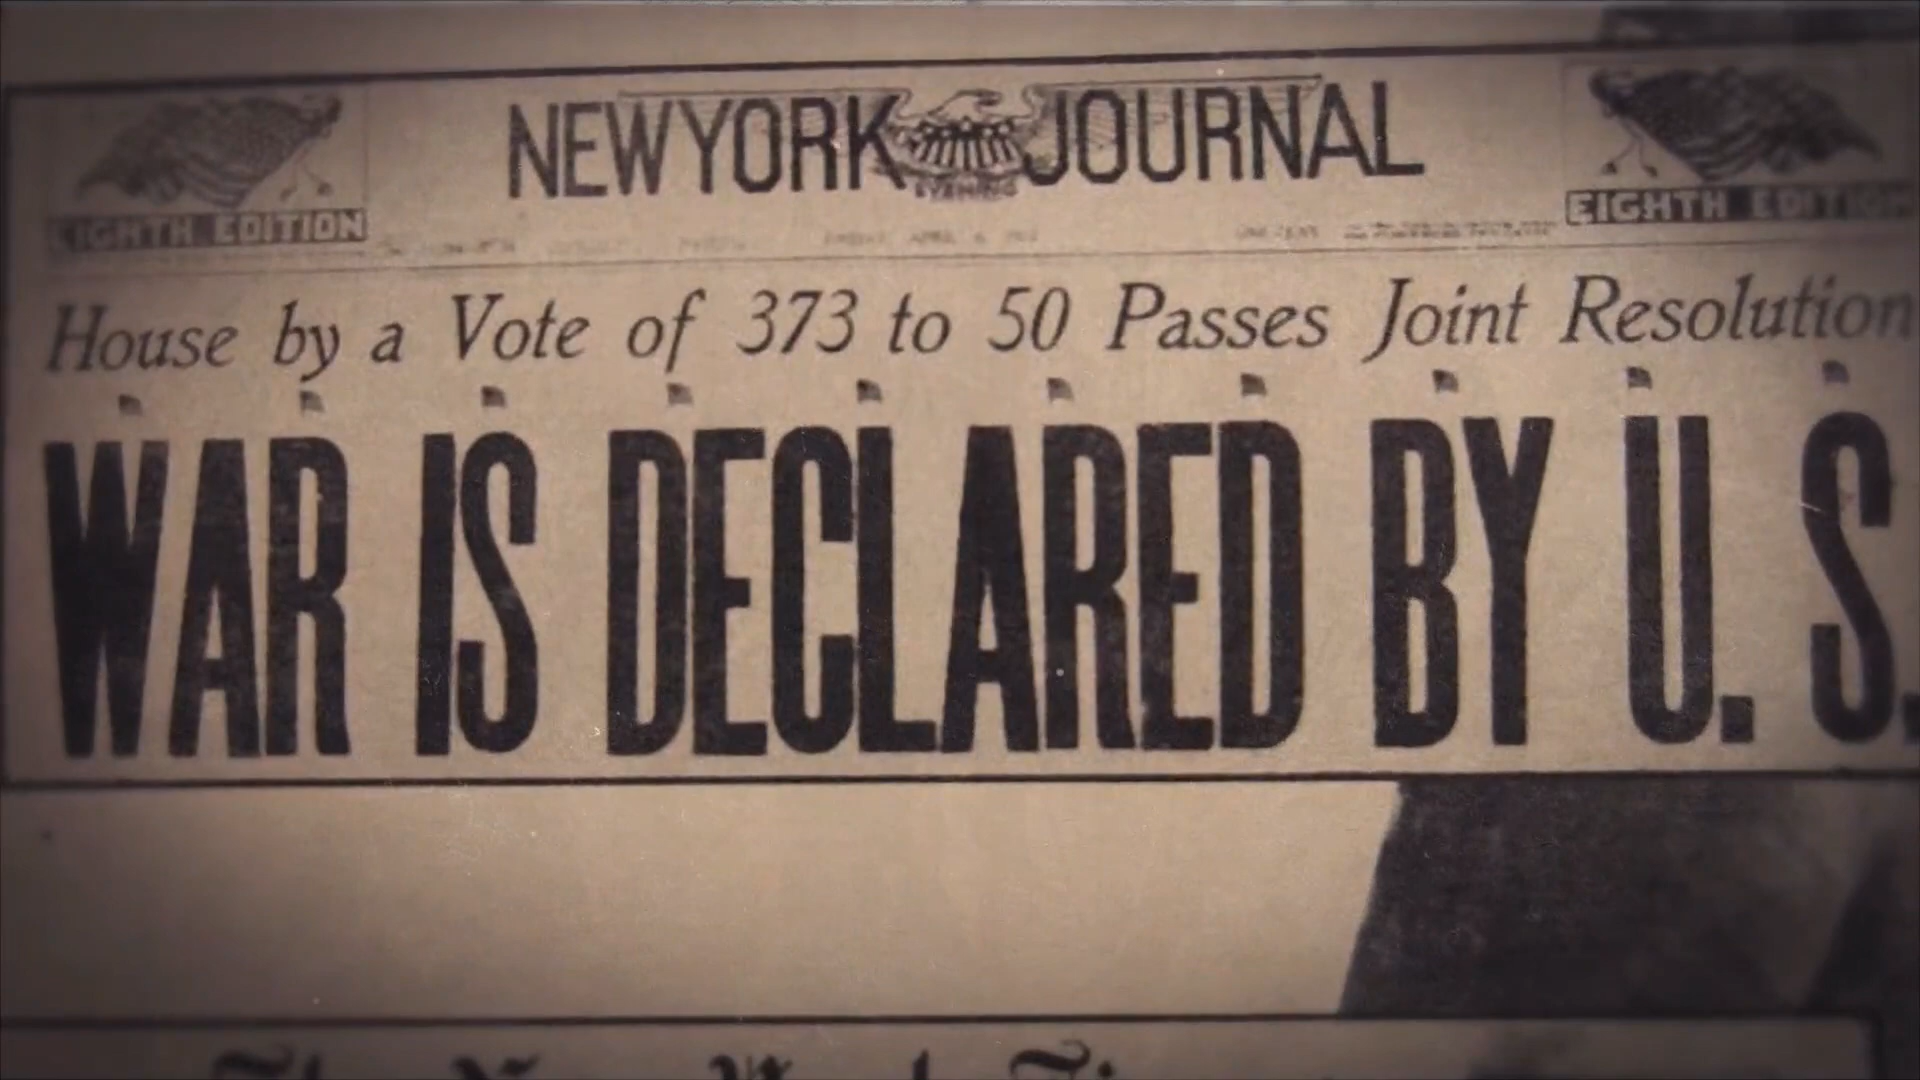 NEW YORK JOURNAL
EVENING
EIGHTH EDITION
EIGHTH EDITION
House by a Vote of 373 to 50 Passes Joint Resolution
WAR IS DECLARED BY U. S.